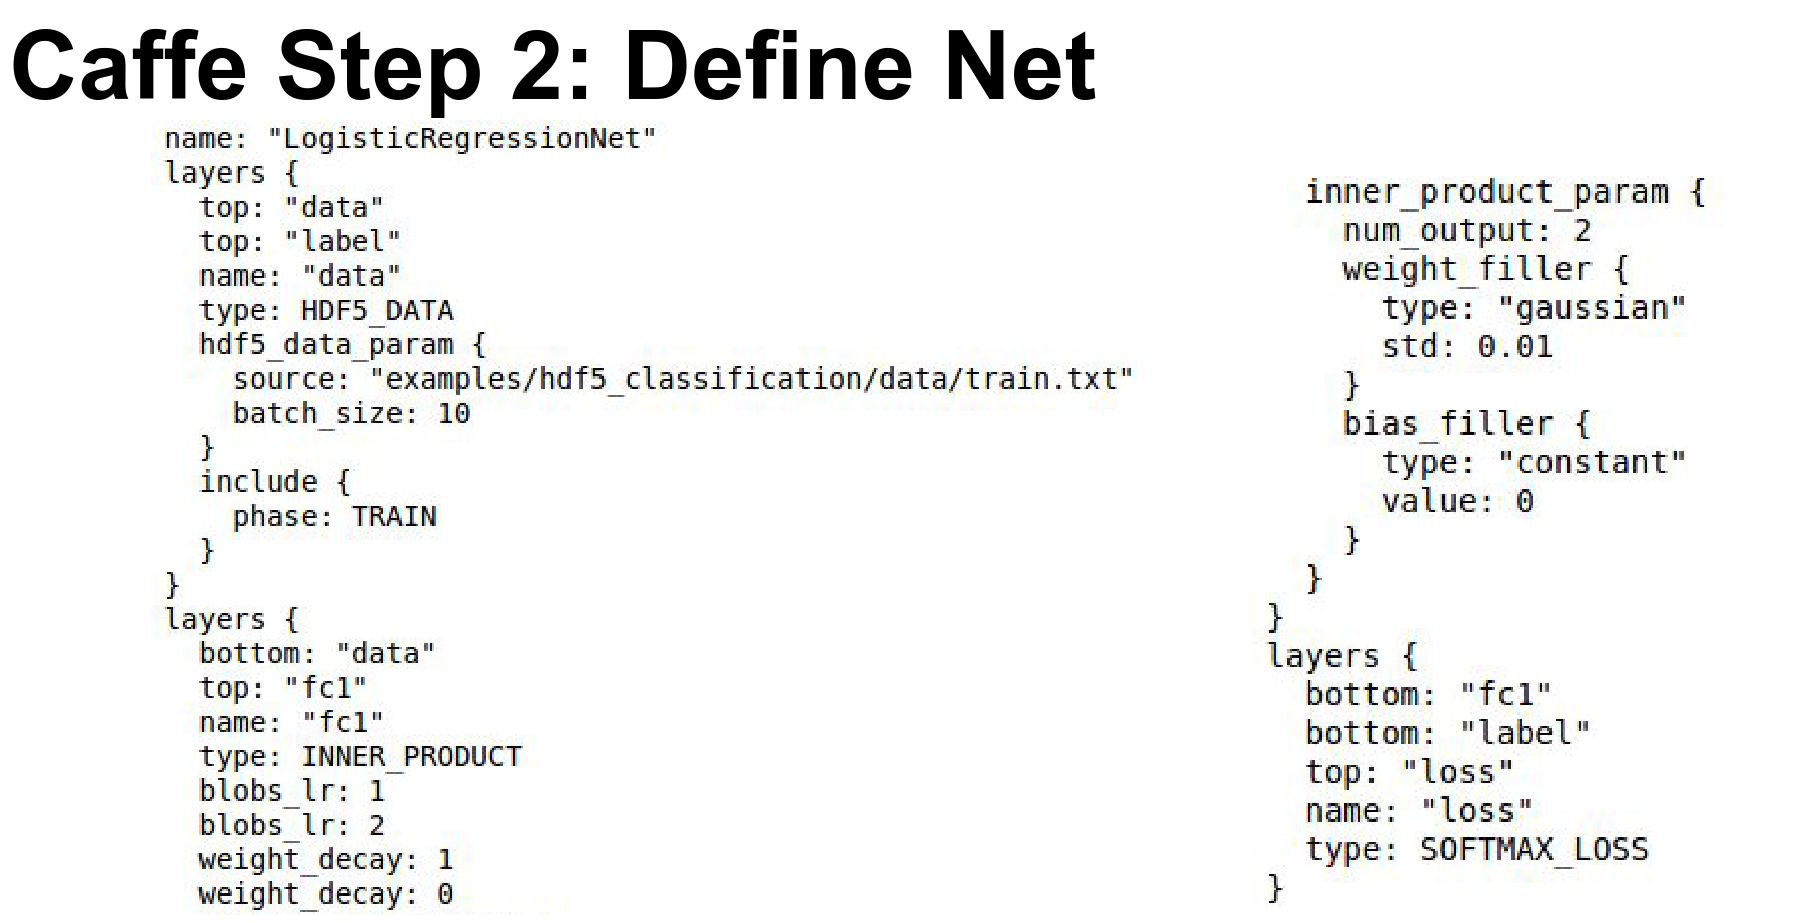 Caffe Step 2: Define Net
name: "LogisticRegressionNet"
layers {
  top: "data"
  top: "label"
  name: "data"
  type: HDF5_DATA
  hdf5_data_param {
    source: "examples/hdf5_classification/data/train.txt"
    batch_size: 10
  }
  include {
    phase: TRAIN
  }
}
layers {
  bottom: "data"
  top: "fc1"
  name: "fc1"
  type: INNER_PRODUCT
  blobs_lr: 1
  blobs_lr: 2
  weight_decay: 1
  weight_decay: 0
  inner_product_param {
    num_output: 2
    weight_filler {
      type: "gaussian"
      std: 0.01
    }
    bias_filler {
      type: "constant"
      value: 0
    }
  }
}
layers {
  bottom: "fc1"
  bottom: "label"
  top: "loss"
  name: "loss"
  type: SOFTMAX_LOSS
}